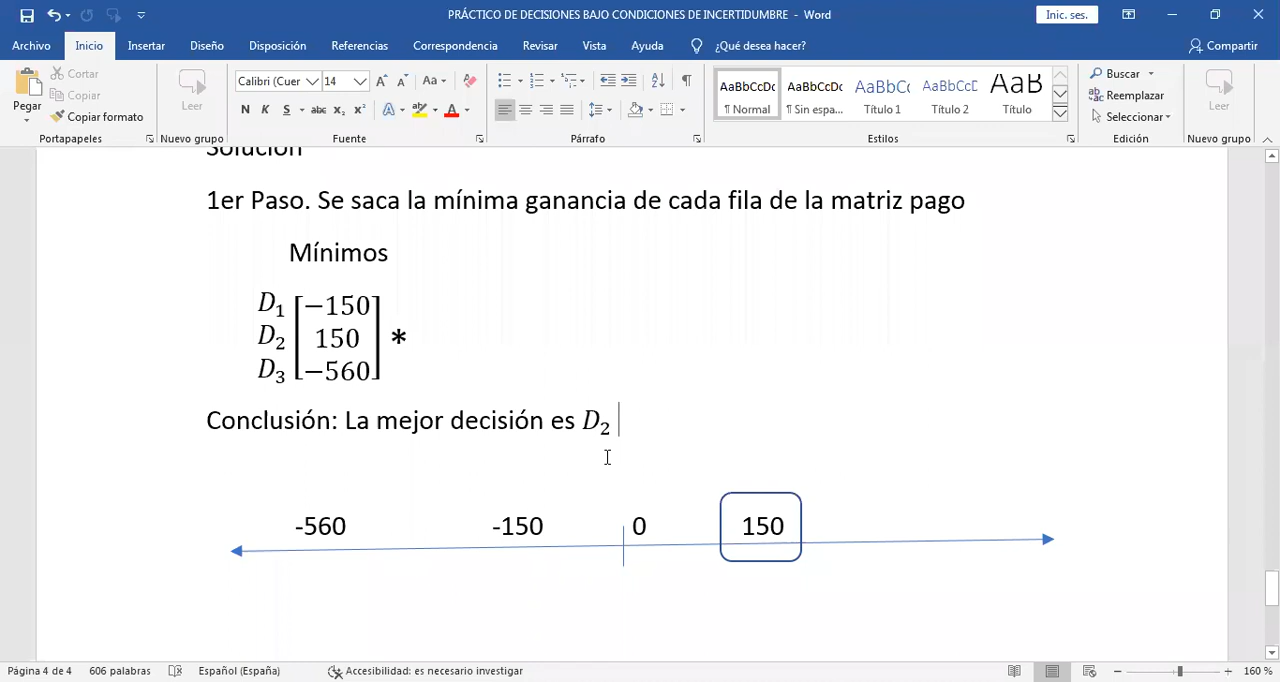 PRÁCTICO DE DECISIONES BAJO CONDICIONES DE INCERTIDUMBRE - Word
Inic. ses.
Archivo Inicio Insertar Diseño Disposición Referencias Correspondencia Revisar Vista Ayuda ¿Qué desea hacer? Compartir
Pegar
Cortar
Copiar
Copiar formato
Leer
Calibri (Cuer 14
N K S abc x₂ x²
AaBbCcDc AaBbCcDc AaBbCc AaBbCcD AaB
¶ Normal ¶ Sin espa... Título 1 Título 2 Título
Buscar
Reemplazar
Seleccionar
Leer
Portapapeles Nuevo grupo Fuente Párrafo Estilos Edición Nuevo grupo
Solución
1er Paso. Se saca la mínima ganancia de cada fila de la matriz pago
Mínimos
D₁ [−150]
D₂ [150] *
D₃ [−560]
Conclusión: La mejor decisión es D₂
-560 -150 0 150
Página 4 de 4 606 palabras Español (España) Accesibilidad: es necesario investigar 160 %